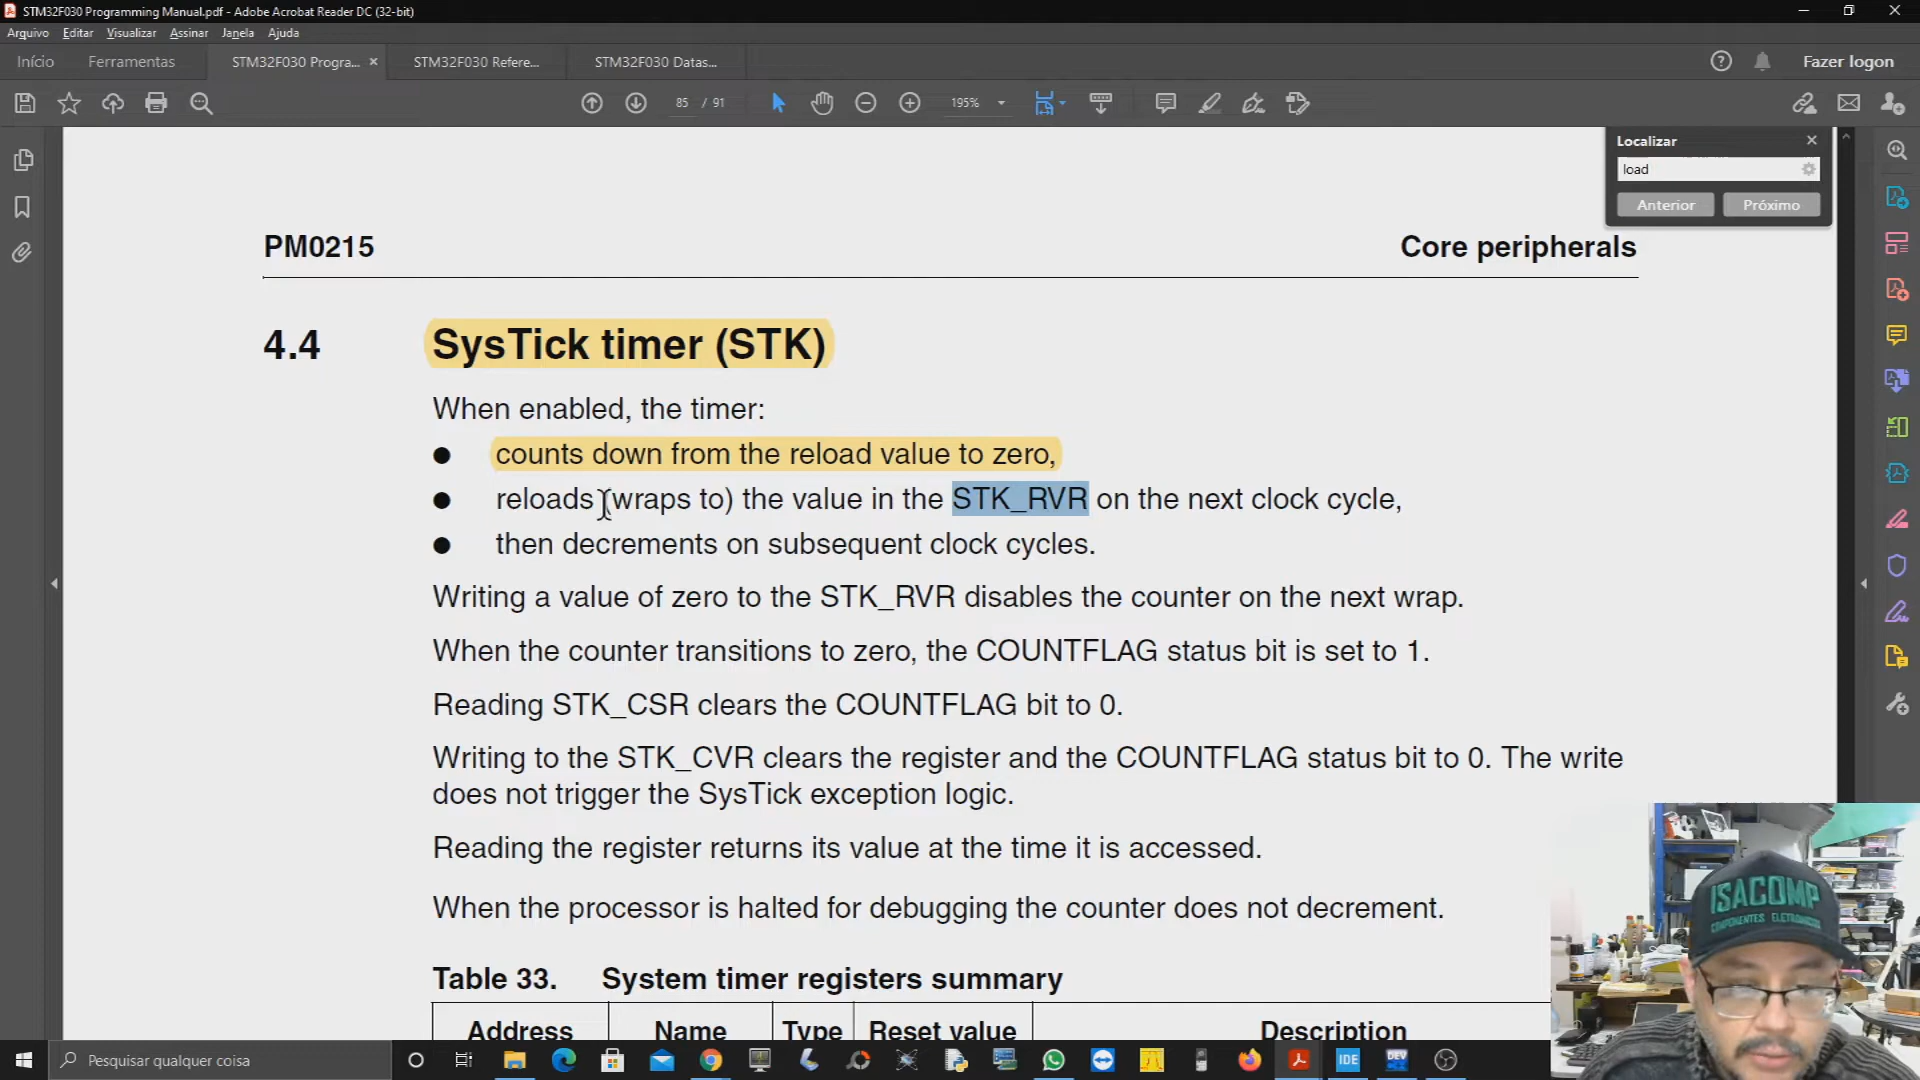 STM32F030 Programming Manual.pdf - Adobe Acrobat Reader DC (32-bit)
Arquivo Editar Visualizar Assinar Janela Ajuda
Início Ferramentas STM32F030 Progra... × STM32F030 Refere... STM32F030 Datas... Fazer logon
85 / 91 195%
Localizar
load
Anterior Próximo
PM0215 Core peripherals
4.4 SysTick timer (STK)
When enabled, the timer:
● counts down from the reload value to zero,
● reloads (wraps to) the value in the STK_RVR on the next clock cycle,
● then decrements on subsequent clock cycles.
Writing a value of zero to the STK_RVR disables the counter on the next wrap.
When the counter transitions to zero, the COUNTFLAG status bit is set to 1.
Reading STK_CSR clears the COUNTFLAG bit to 0.
Writing to the STK_CVR clears the register and the COUNTFLAG status bit to 0. The write
does not trigger the SysTick exception logic.
Reading the register returns its value at the time it is accessed.
When the processor is halted for debugging the counter does not decrement.
Table 33. System timer registers summary
Address Name Type Reset value Description
ISACOMP
COMPONENTES ELETRONICOS
Pesquisar qualquer coisa
IDE
DEV